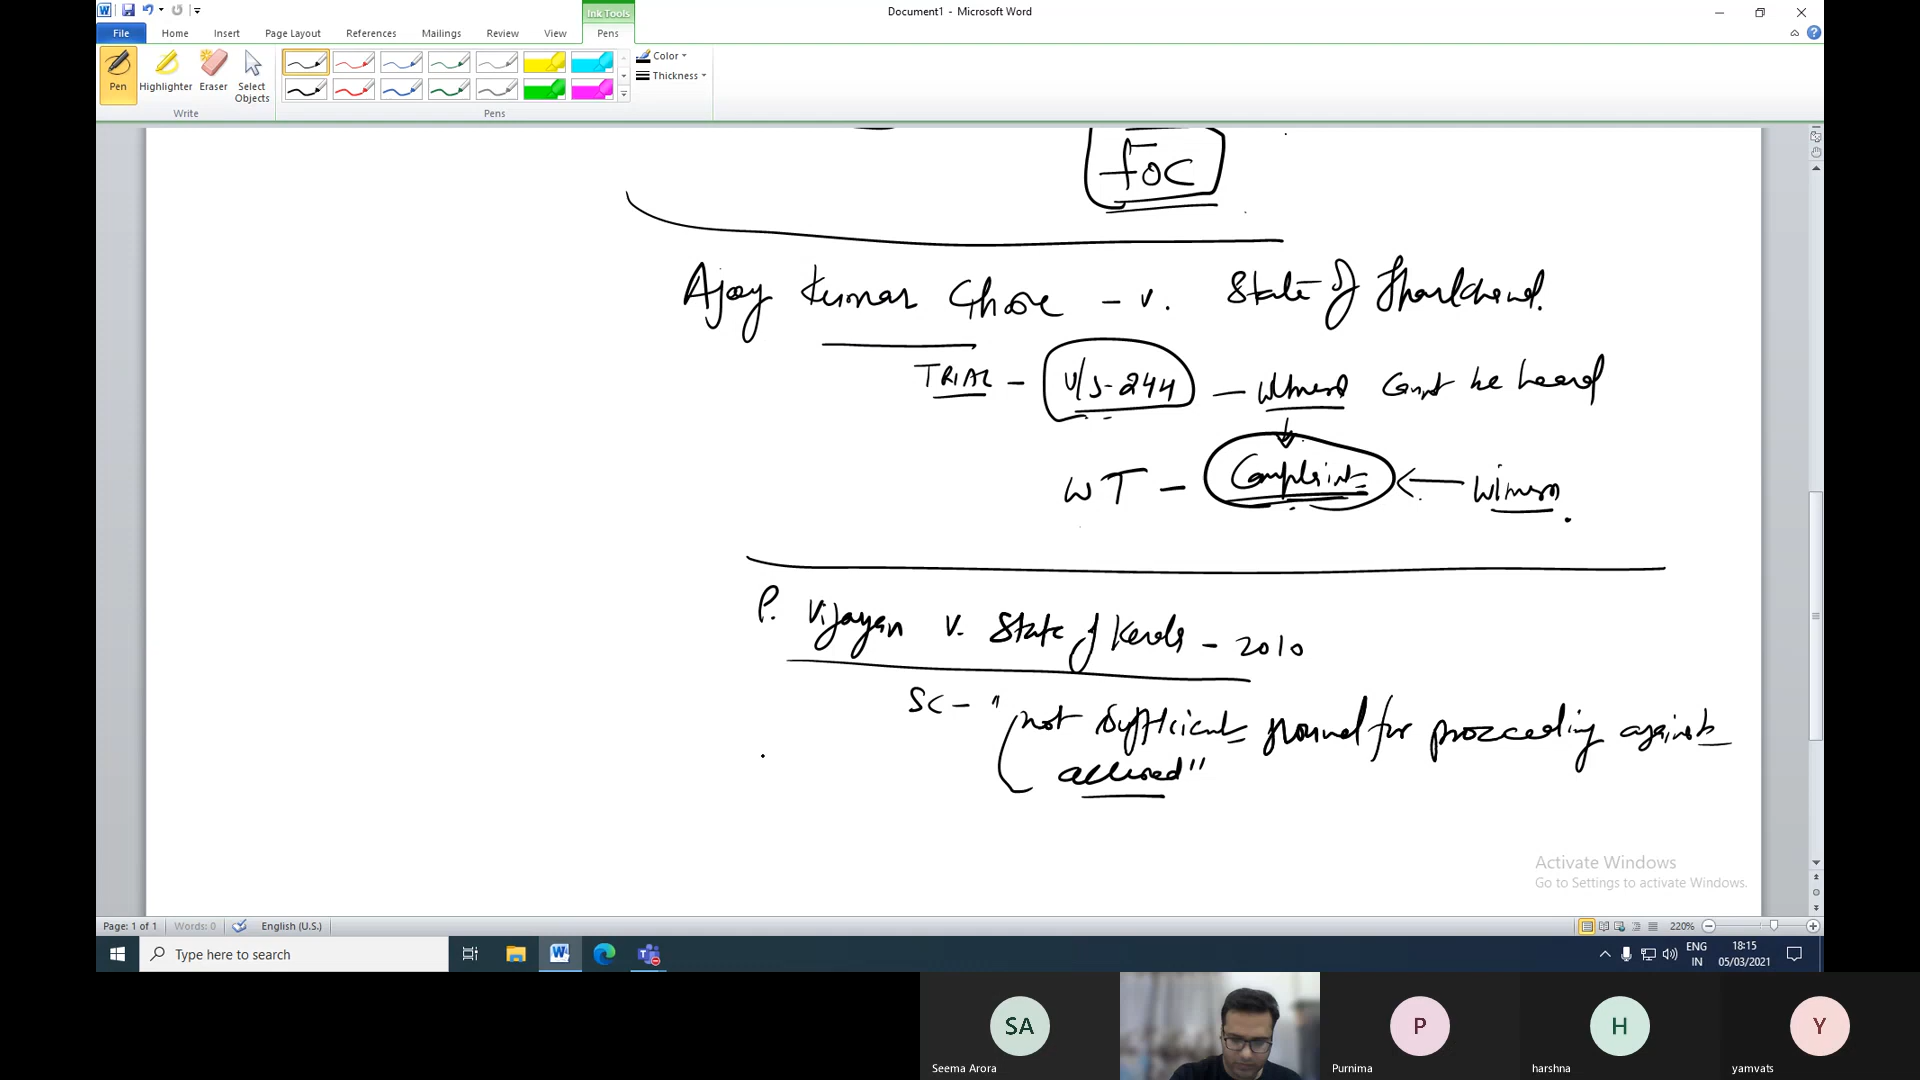 Ink Tools
Document1 - Microsoft Word
File Home Insert Page Layout References Mailings Review View Pens
Pen Highlighter Eraser Select Objects
Color
Thickness
Write Pens
FOC
Ajay Kumar Ghose - v. State of Jharkhand.
TRIAL - U/S-244 - Witness cannot be heard
WT - Complaint Witness
P. Vijayan v. State of Kerala - 2010
SC - "not sufficient ground for proceeding against
accused"
Activate Windows
Go to Settings to activate Windows.
Page: 1 of 1 Words: 0 English (U.S.) 220%
Type here to search
ENG 18:15
IN 05/03/2021
SA P H Y
Seema Arora Purnima harshna yamvats